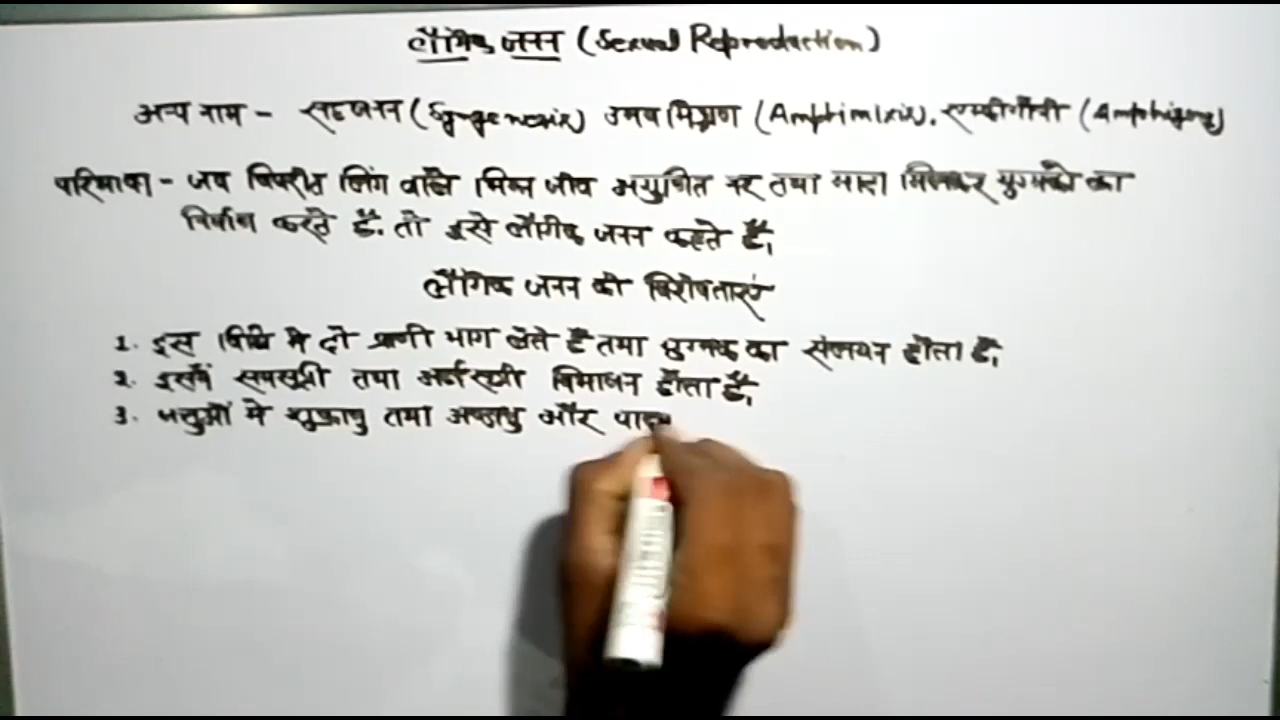 लैंगिक जनन (Sexual Reproduction)
अन्य नाम - सहजनन (Syngenesis) उभय मिश्रण (Amphimixis). एम्फीगोनी (Amphigony)
परिभाषा - जब विपरीत लिंग वाले भिन्न जीव अगुणित नर तथा मादा मिलकर युग्मको का
निर्माण करते हैं. तो इसे लैगीक जनन कहते हैं,
लैंगिक जनन की विशेषताएं
1. इस विधि मे दो प्राणी भाग लेते हैं तथा युग्मक का संलयन होता है,
2. इसमें समसूत्री तथा अर्द्धसूत्री विभाजन होता है,
3. जन्तुओं मे शुक्राणु तथा अण्डाणु और पाद